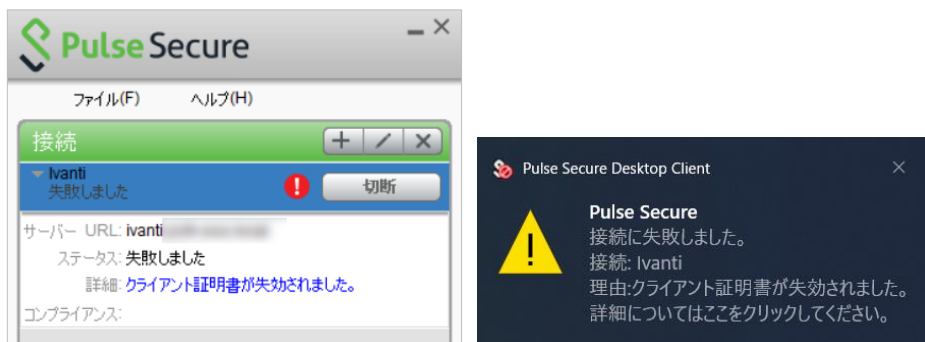 Pulse Secure
ファイル(F) ヘルプ(H)
接続
Ivanti
失敗しました
切断
サーバー URL: ivanti
ステータス: 失敗しました
詳細: クライアント証明書が失効されました。
コンプライアンス:
Pulse Secure Desktop Client
Pulse Secure
接続に失敗しました。
接続: Ivanti
理由:クライアント証明書が失効されました。
詳細についてはここをクリックしてください。